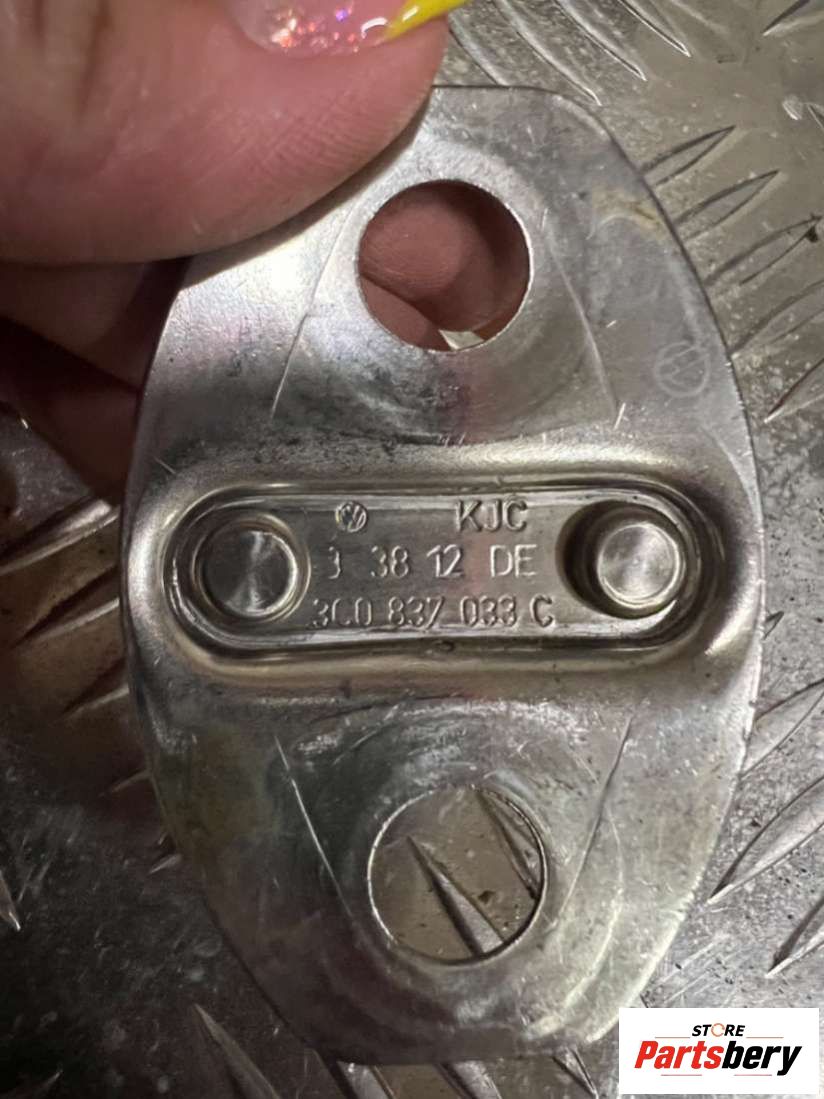 KJC
3 38 12 DE
3C0 837 033 C
STORE
Partsbery